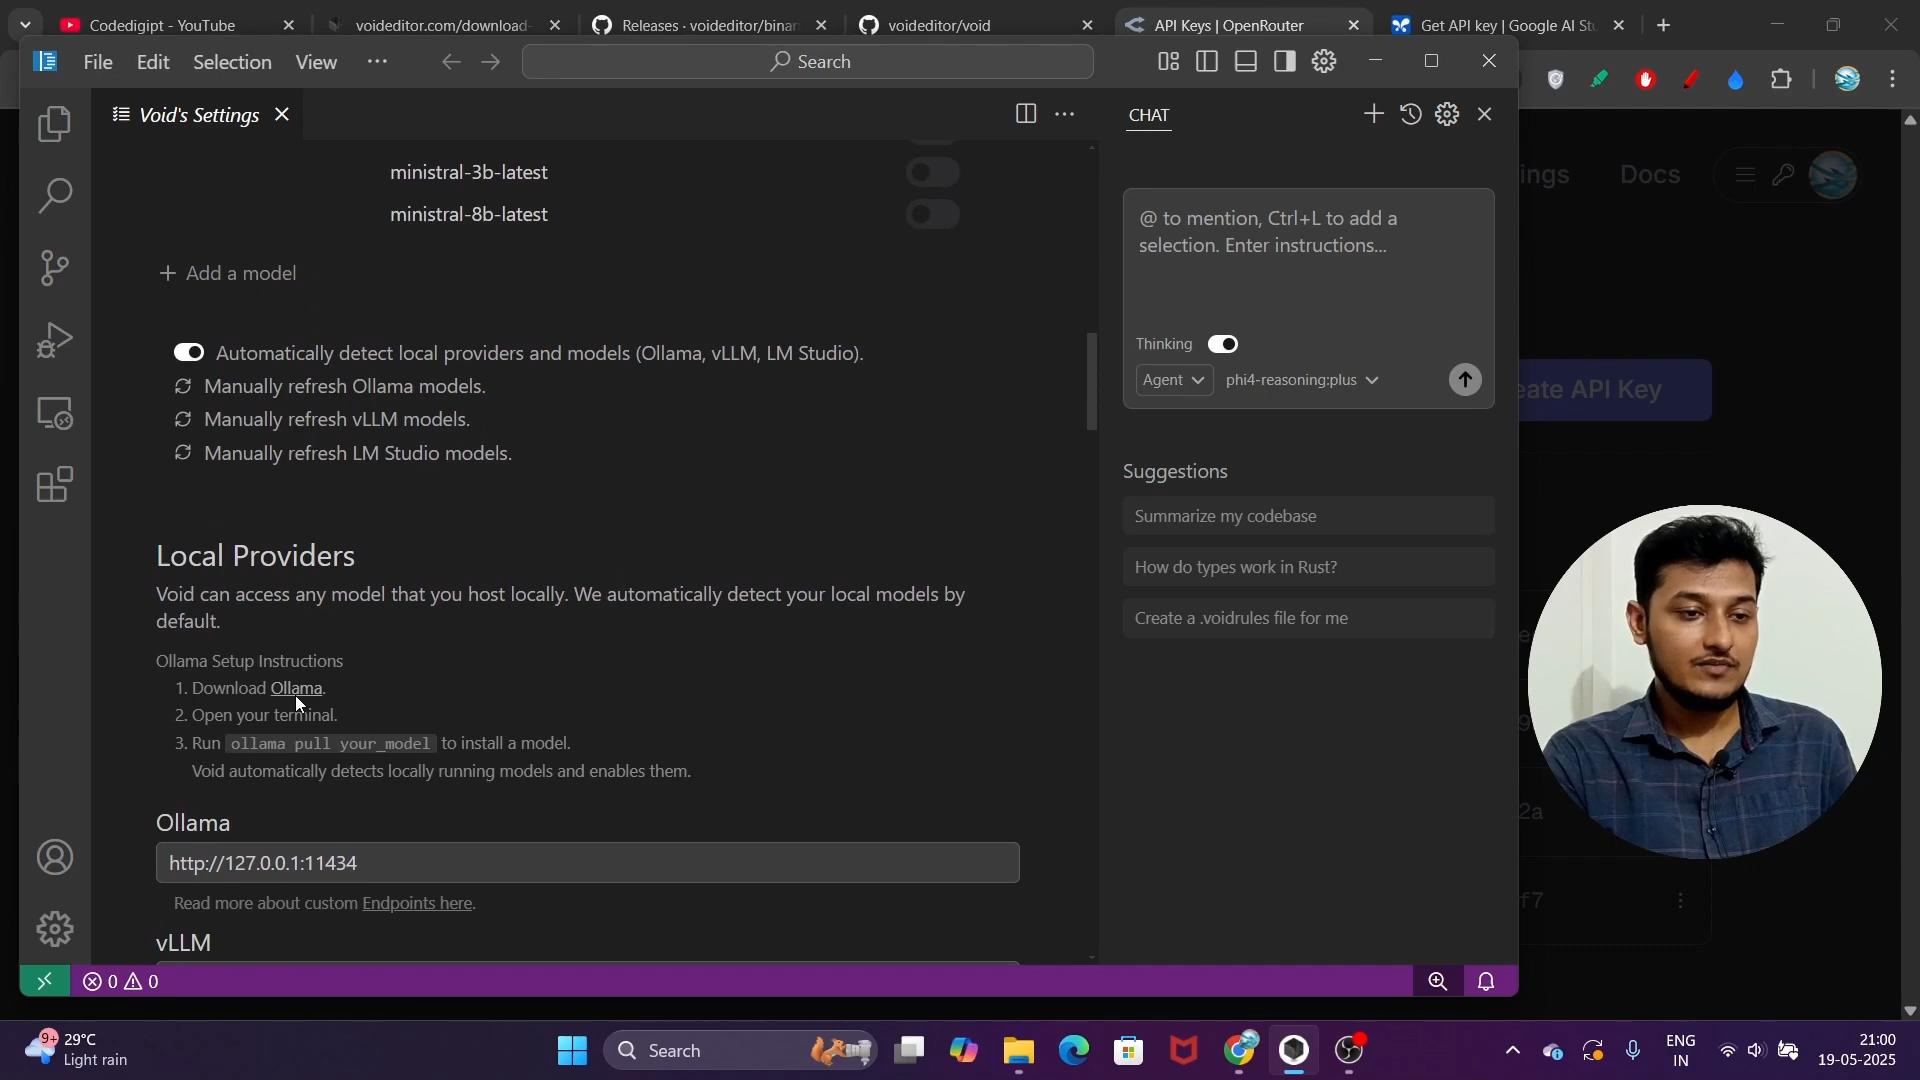 Codedigipt - YouTube
voideditor.com/download-
Releases · voideditor/binar
voideditor/void
API Keys | OpenRouter
Get API key | Google AI Stu
File Edit Selection View
Search
Void's Settings
CHAT
ings Docs
ministral-3b-latest
ministral-8b-latest
+ Add a model
Automatically detect local providers and models (Ollama, vLLM, LM Studio).
Manually refresh Ollama models.
Manually refresh vLLM models.
Manually refresh LM Studio models.
Local Providers
Void can access any model that you host locally. We automatically detect your local models by
default.
Ollama Setup Instructions
1. Download Ollama.
2. Open your terminal.
3. Run ollama pull your_model to install a model.
Void automatically detects locally running models and enables them.
Ollama
http://127.0.0.1:11434
Read more about custom Endpoints here.
vLLM
@ to mention, Ctrl+L to add a
selection. Enter instructions...
Thinking
Agent phi4-reasoning:plus
Suggestions
Summarize my codebase
How do types work in Rust?
Create a .voidrules file for me
eate API Key
2a
f7
0 0
9+
29°C
Light rain
Search
ENG
IN
21:00
19-05-2025